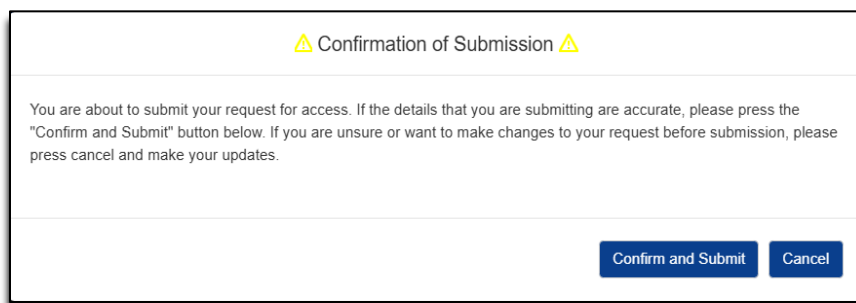 Confirmation of Submission
You are about to submit your request for access. If the details that you are submitting are accurate, please press the
"Confirm and Submit" button below. If you are unsure or want to make changes to your request before submission, please
press cancel and make your updates.
Confirm and Submit Cancel